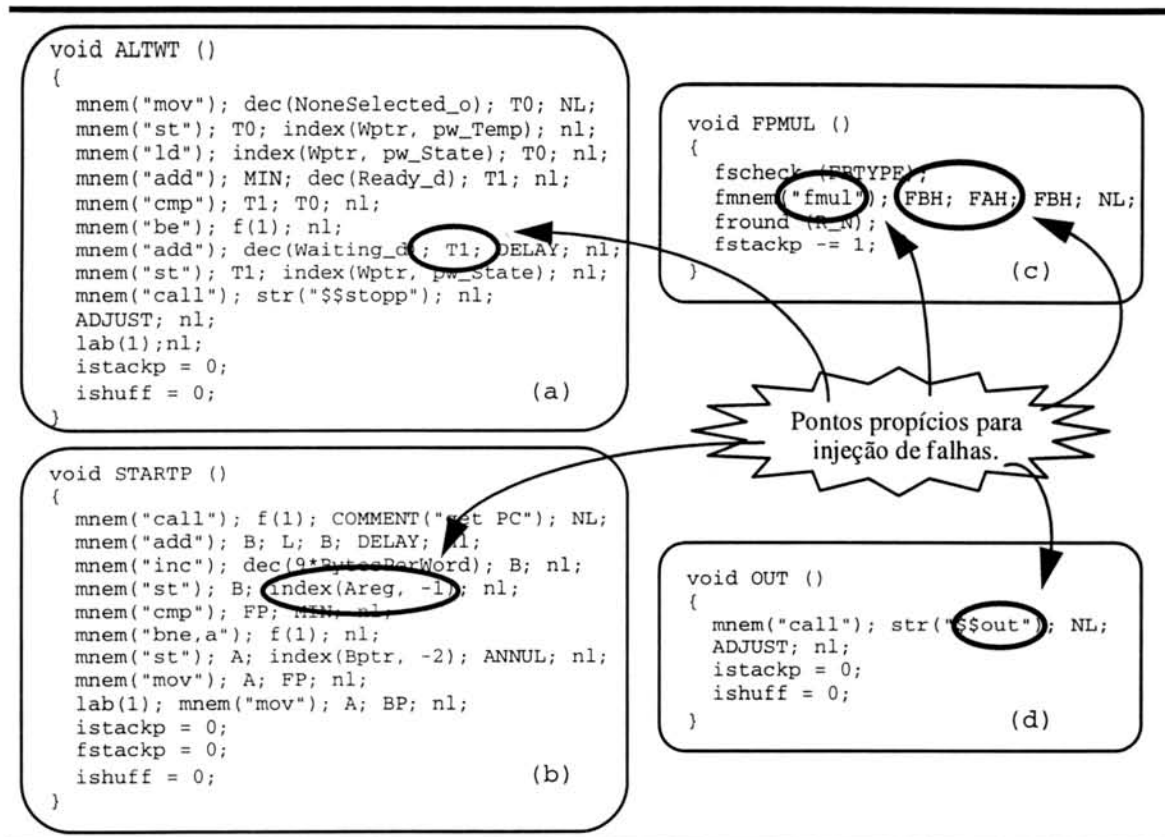 void ALTWT ()
{
mnem("mov"); dec(NoneSelected_o); T0; NL;
mnem("st"); T0; index(Wptr, pw_Temp); nl;
mnem("ld"); index(Wptr, pw_State); T0; nl;
mnem("add"); MIN; dec(Ready_d); T1; nl;
mnem("cmp"); T1; T0; nl;
mnem("be"); f(1); nl;
mnem("add"); dec(Waiting_d); T1; DELAY; nl;
mnem("st"); T1; index(Wptr, pw_State); nl;
mnem("call"); str("$$stopp"); nl;
ADJUST; nl;
lab(1);nl;
istackp = 0;
ishuff = 0;
(a)
}
void STARTP ()
{
mnem("call"); f(1); COMMENT("get PC"); NL;
mnem("add"); B; L; B; DELAY; nl;
mnem("inc"); dec(9*BytesPerWord); B; nl;
mnem("st"); B; index(Areg, -1); nl;
mnem("cmp"); FP; MIN; nl;
mnem("bne,a"); f(1); nl;
mnem("st"); A; index(Bptr, -2); ANNUL; nl;
mnem("mov"); A; FP; nl;
lab(1); mnem("mov"); A; BP; nl;
istackp = 0;
fstackp = 0;
ishuff = 0;
(b)
}
void FPMUL ()
{
fscheck (FBTYPE);
fmnem("fmul"); FBH; FAH; FBH; NL;
fround (R_N);
fstackp -= 1;
}
(c)
Pontos propícios para
injeção de falhas.
void OUT ()
{
mnem("call"); str("$$out"); NL;
ADJUST; nl;
istackp = 0;
ishuff = 0;
}
(d)